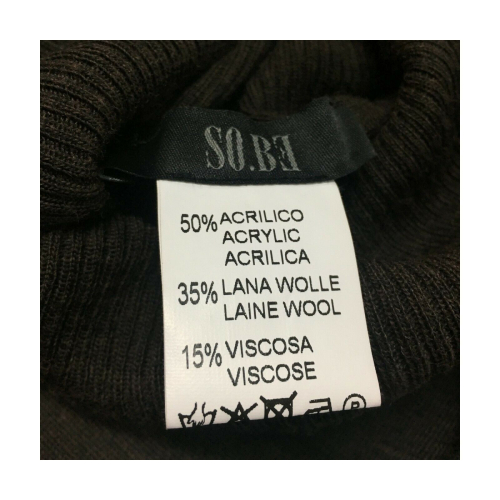 SO.BE
50% ACRILICO
ACRYLIC
ACRILICA
35% LANA WOLLE
LAINE WOOL
15% VISCOSA
VISCOSE
P